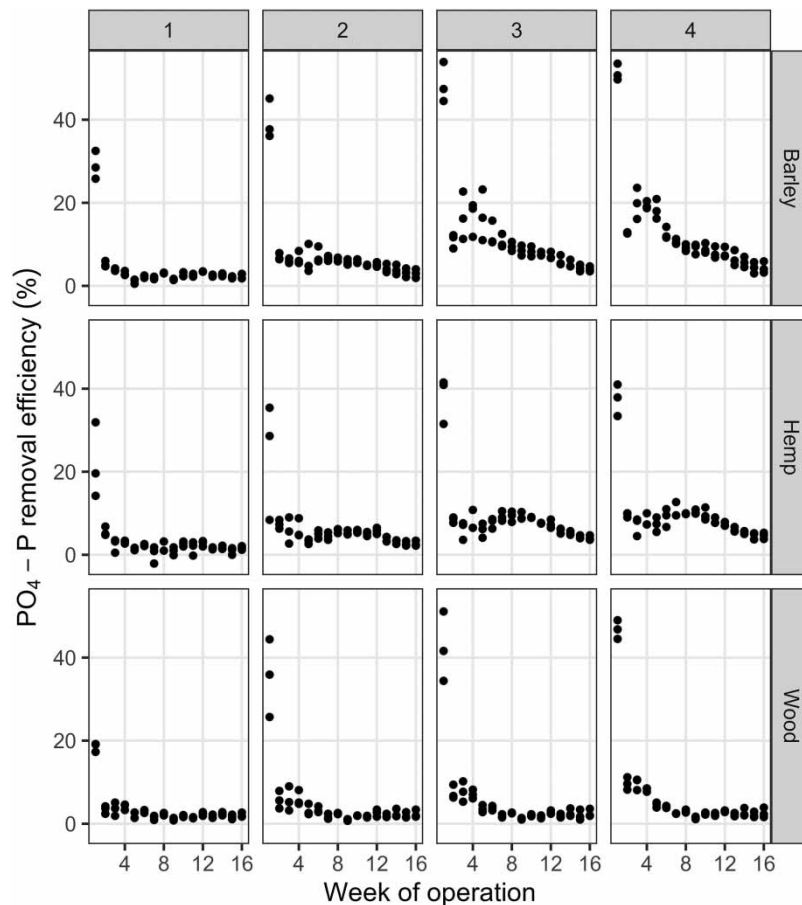 1 2 3 4
PO₄ – P removal efficiency (%)
40
20
0
Barley
40
20
0
Hemp
40
20
0
Wood
4 8 12 16 4 8 12 16 4 8 12 16 4 8 12 16
Week of operation